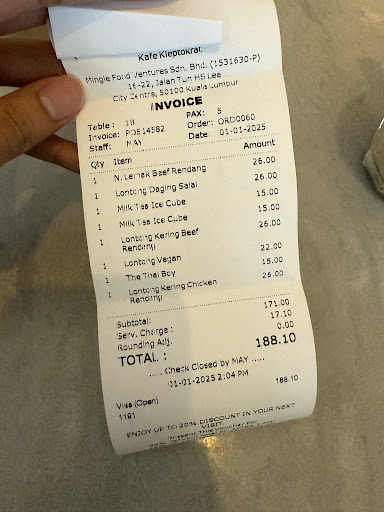 Kafe Kleptokrat
Mingle Food Ventures Sdn. Bhd. (1531630-P)
16-22, Jalan Tun HS Lee
City Centre, 50100 Kuala Lumpur
INVOICE
Table : 10 PAX: 5
Invoice: POS14582 Order: ORD0060
Staff: MAY Date: 01-01-2025
Qty Item Amount
1 N. Lemak Beef Rendang 26.00
1 Lontong Daging Salai 26.00
1 Milk Tea Ice Cube 15.00
1 Milk Tea Ice Cube 15.00
1 Lontong Kering Beef Rendang 26.00
1 Lontong Vegan 22.00
1 The Thai Boy 15.00
1 Lontong Kering Chicken Rendang 26.00
Subtotal: 171.00
Serv. Charge : 17.10
Rounding Adj. 0.00
TOTAL : 188.10
..... Check Closed by MAY .....
01-01-2025 2:04 PM
Visa (Open) 188.10
1191
ENJOY UP TO 20% DISCOUNT IN YOUR NEXT
VISIT.
Present This Voucher For